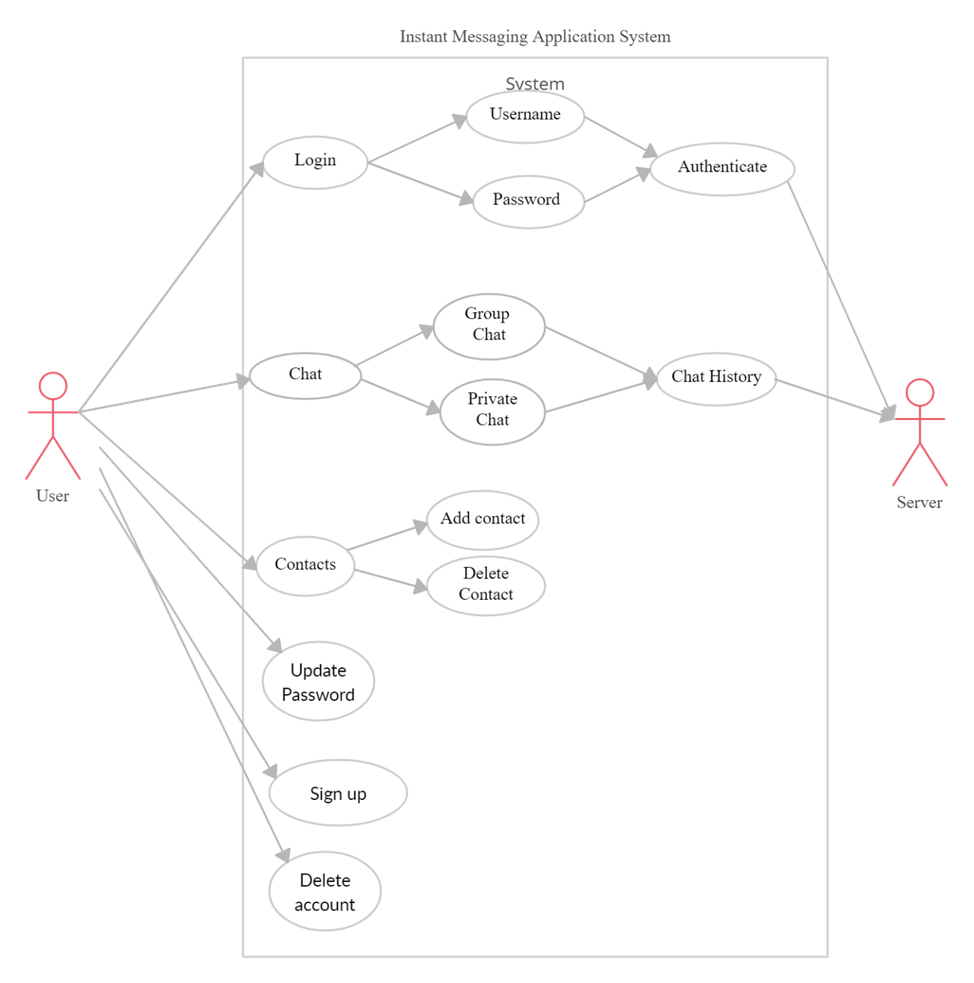 Instant Messaging Application System
System
Username
Login
Authenticate
Password
Group
Chat
Chat
Chat History
Private
Chat
User
Server
Add contact
Contacts
Delete
Contact
Update
Password
Sign up
Delete
account